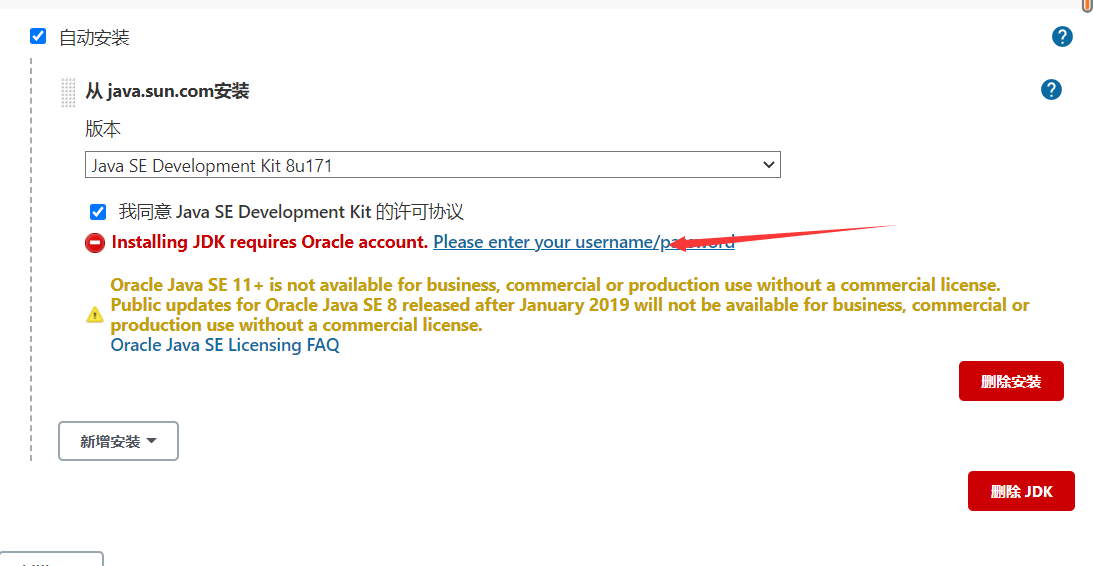 自动安装
?
从 java.sun.com安装
?
版本
Java SE Development Kit 8u171
我同意 Java SE Development Kit 的许可协议
Installing JDK requires Oracle account. Please enter your username/password
Oracle Java SE 11+ is not available for business, commercial or production use without a commercial license.
Public updates for Oracle Java SE 8 released after January 2019 will not be available for business, commercial or
production use without a commercial license.
Oracle Java SE Licensing FAQ
删除安装
新增安装
删除 JDK